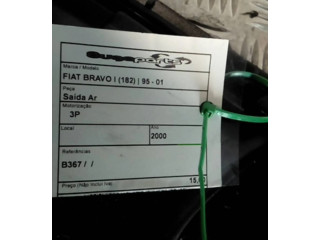 Marca / Modelo
FIAT BRAVO I (182) | 95 - 01
Peça
Saída Ar
Motorização
3P
Local Ano
2000
Referências
B367 / /
Preço (Não inclui Iva)